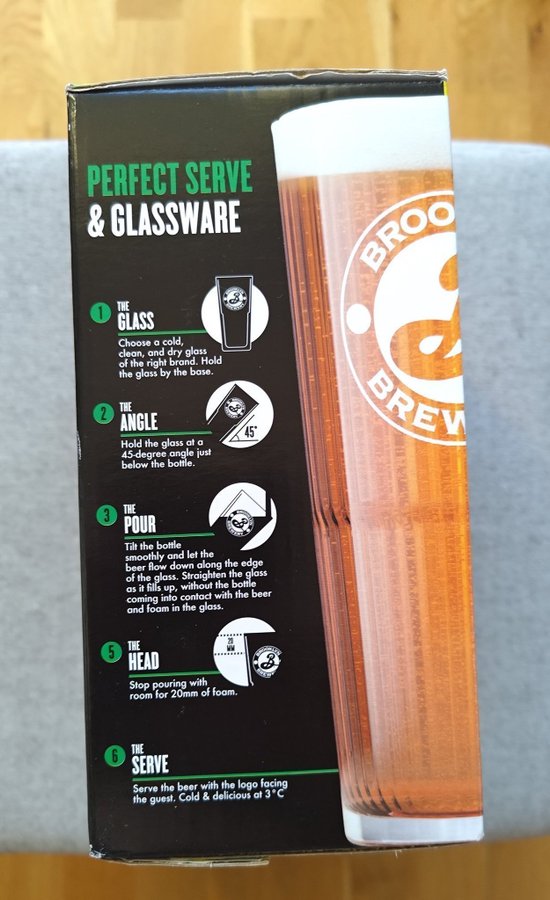 PERFECT SERVE
& GLASSWARE
1
THE
GLASS
Choose a cold,
clean, and dry glass
of the right brand. Hold
the glass by the base.
2
THE
ANGLE
45°
Hold the glass at a
45-degree angle just
below the bottle.
3
THE
POUR
Tilt the bottle
smoothly and let the
beer flow down along the edge
of the glass. Straighten the glass
as it fills up, without the bottle
coming into contact with the beer
and foam in the glass.
5
THE
HEAD
20
MM
Stop pouring with
room for 20mm of foam.
6
THE
SERVE
Serve the beer with the logo facing
the guest. Cold & delicious at 3°C
BROO
B
BREW